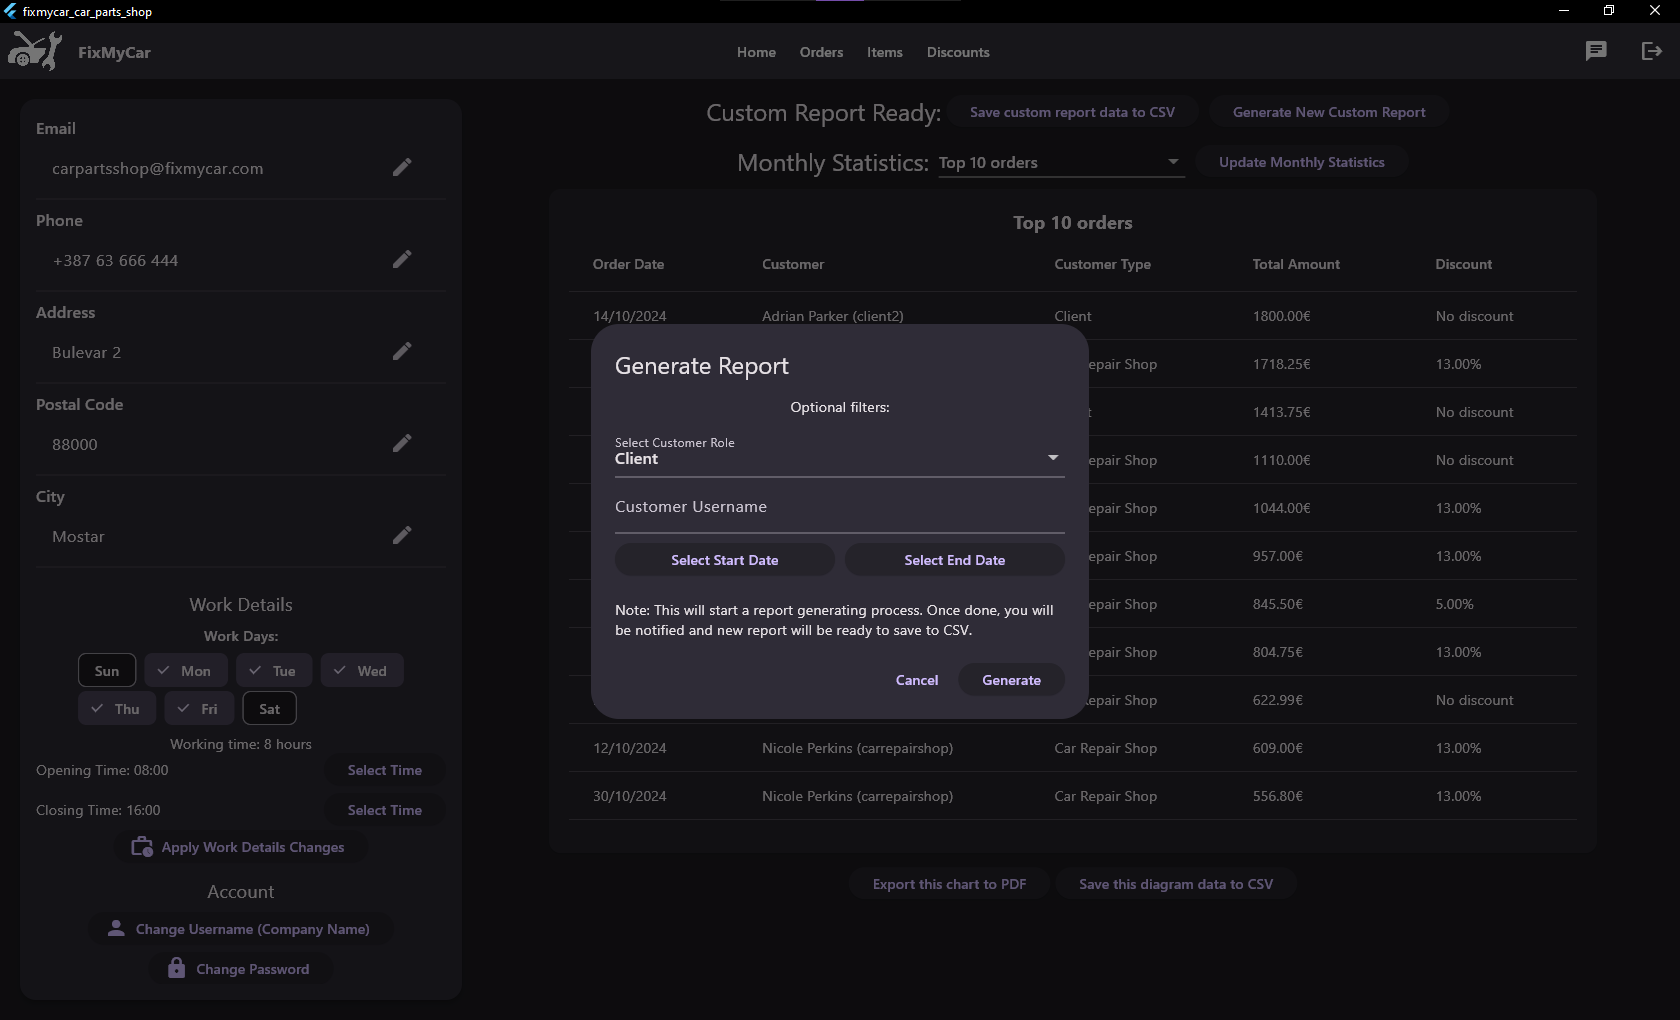 fixmycar_car_parts_shop
FixMyCar
Home Orders Items Discounts
Email
carpartsshop@fixmycar.com
Phone
+387 63 666 444
Address
Bulevar 2
Postal Code
88000
City
Mostar
Work Details
Work Days:
Sun Mon Tue Wed
Thu Fri Sat
Working time: 8 hours
Opening Time: 08:00 Select Time
Closing Time: 16:00 Select Time
Apply Work Details Changes
Account
Change Username (Company Name)
Change Password
Custom Report Ready: Save custom report data to CSV Generate New Custom Report
Monthly Statistics: Top 10 orders Update Monthly Statistics
Top 10 orders
Order Date Customer Customer Type Total Amount Discount
14/10/2024 Adrian Parker (client2) Client 1800.00€ No discount
epair Shop 1718.25€ 13.00%
1413.75€ No discount
epair Shop 1110.00€ No discount
epair Shop 1044.00€ 13.00%
epair Shop 957.00€ 13.00%
epair Shop 845.50€ 5.00%
epair Shop 804.75€ 13.00%
epair Shop 622.99€ No discount
12/10/2024 Nicole Perkins (carrepairshop) Car Repair Shop 609.00€ 13.00%
30/10/2024 Nicole Perkins (carrepairshop) Car Repair Shop 556.80€ 13.00%
Export this chart to PDF Save this diagram data to CSV
Generate Report
Optional filters:
Select Customer Role
Client
Customer Username
Select Start Date Select End Date
Note: This will start a report generating process. Once done, you will
be notified and new report will be ready to save to CSV.
Cancel Generate